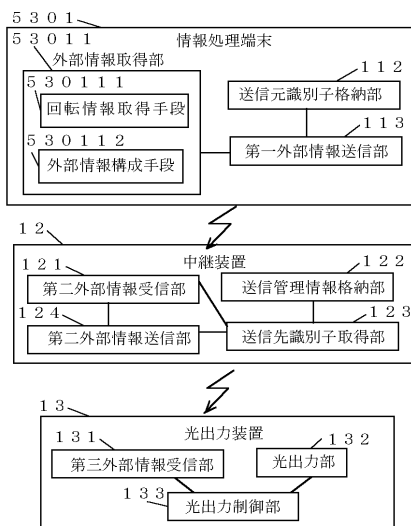 ５３０１
情報処理端末
５３０１１
外部情報取得部
５３０１１１
回転情報取得手段
５３０１１２
外部情報構成手段
１１２
送信元識別子格納部
１１３
第一外部情報送信部
１２
中継装置
１２１
第二外部情報受信部
１２２
送信管理情報格納部
１２４
第二外部情報送信部
１２３
送信先識別子取得部
１３
光出力装置
１３１
第三外部情報受信部
１３２
光出力部
１３３
光出力制御部